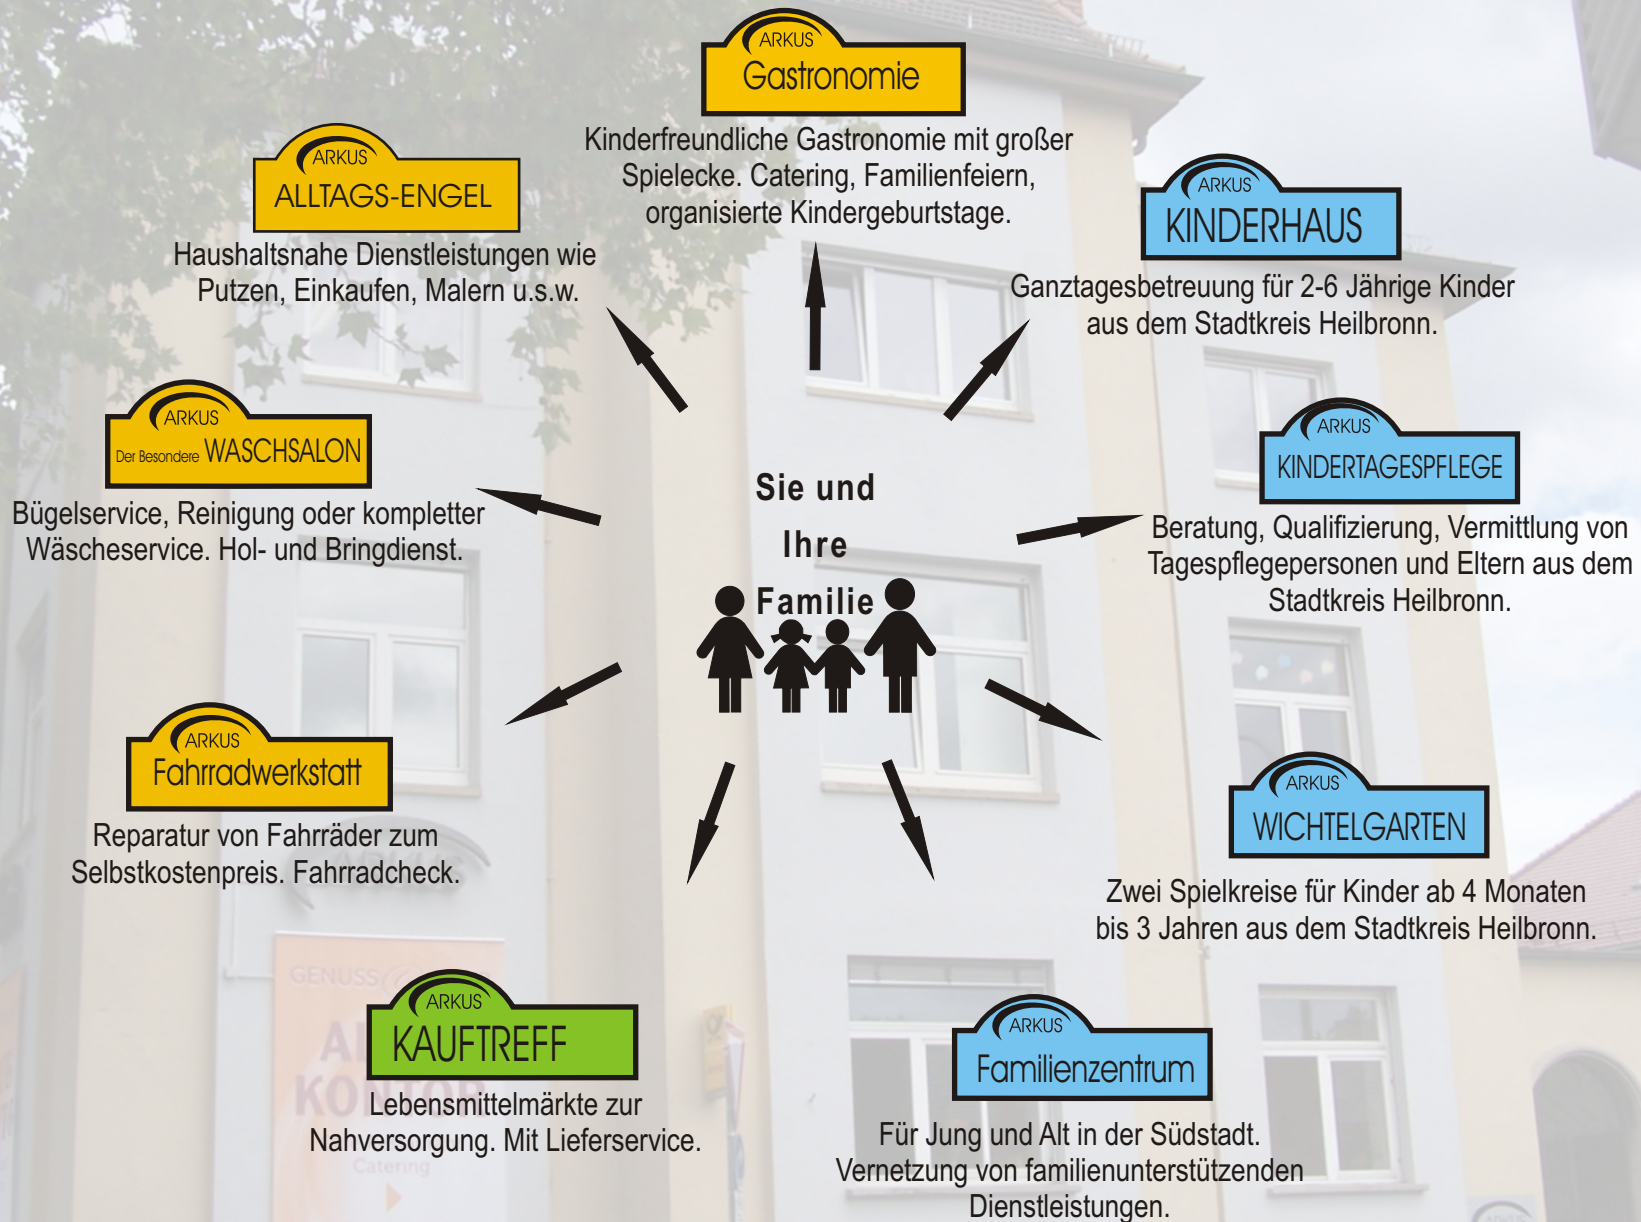 ARKUS
Gastronomie
Kinderfreundliche Gastronomie mit großer
Spielecke. Catering, Familienfeiern,
organisierte Kindergeburtstage.
ARKUS
ALLTAGS-ENGEL
Haushaltsnahe Dienstleistungen wie
Putzen, Einkaufen, Malern u.s.w.
ARKUS
KINDERHAUS
Ganztagesbetreuung für 2-6 Jährige Kinder
aus dem Stadtkreis Heilbronn.
ARKUS
Der Besondere WASCHSALON
Bügelservice, Reinigung oder kompletter
Wäscheservice. Hol- und Bringdienst.
ARKUS
KINDERTAGESPFLEGE
Beratung, Qualifizierung, Vermittlung von
Tagespflegepersonen und Eltern aus dem
Stadtkreis Heilbronn.
Sie und
Ihre
Familie
ARKUS
Fahrradwerkstatt
Reparatur von Fahrräder zum
Selbstkostenpreis. Fahrradcheck.
ARKUS
WICHTELGARTEN
Zwei Spielkreise für Kinder ab 4 Monaten
bis 3 Jahren aus dem Stadtkreis Heilbronn.
ARKUS
KAUFTREFF
Lebensmittelmärkte zur
Nahversorgung. Mit Lieferservice.
ARKUS
Familienzentrum
Für Jung und Alt in der Südstadt.
Vernetzung von familienunterstützenden
Dienstleistungen.
ARKUS
GENUSS
KONTOR
Catering
ARKUS